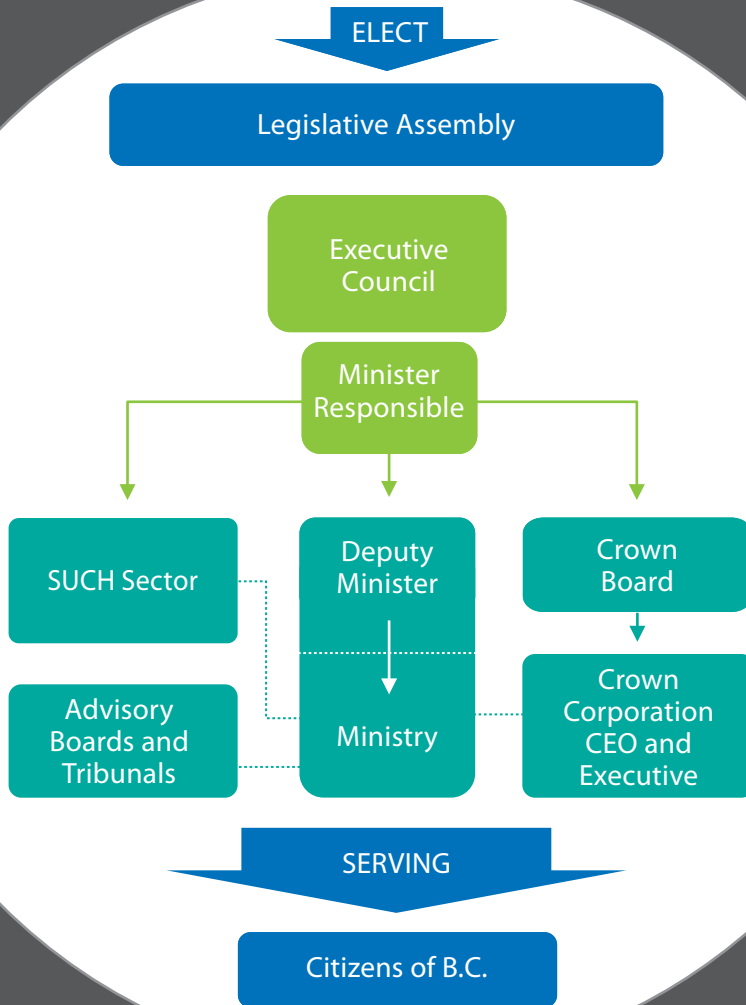 ELECT
Legislative Assembly
Executive
Council
Minister
Responsible
SUCH Sector
Deputy
Minister
Crown
Board
Advisory
Boards and
Tribunals
Ministry
Crown
Corporation
CEO and
Executive
SERVING
Citizens of B.C.